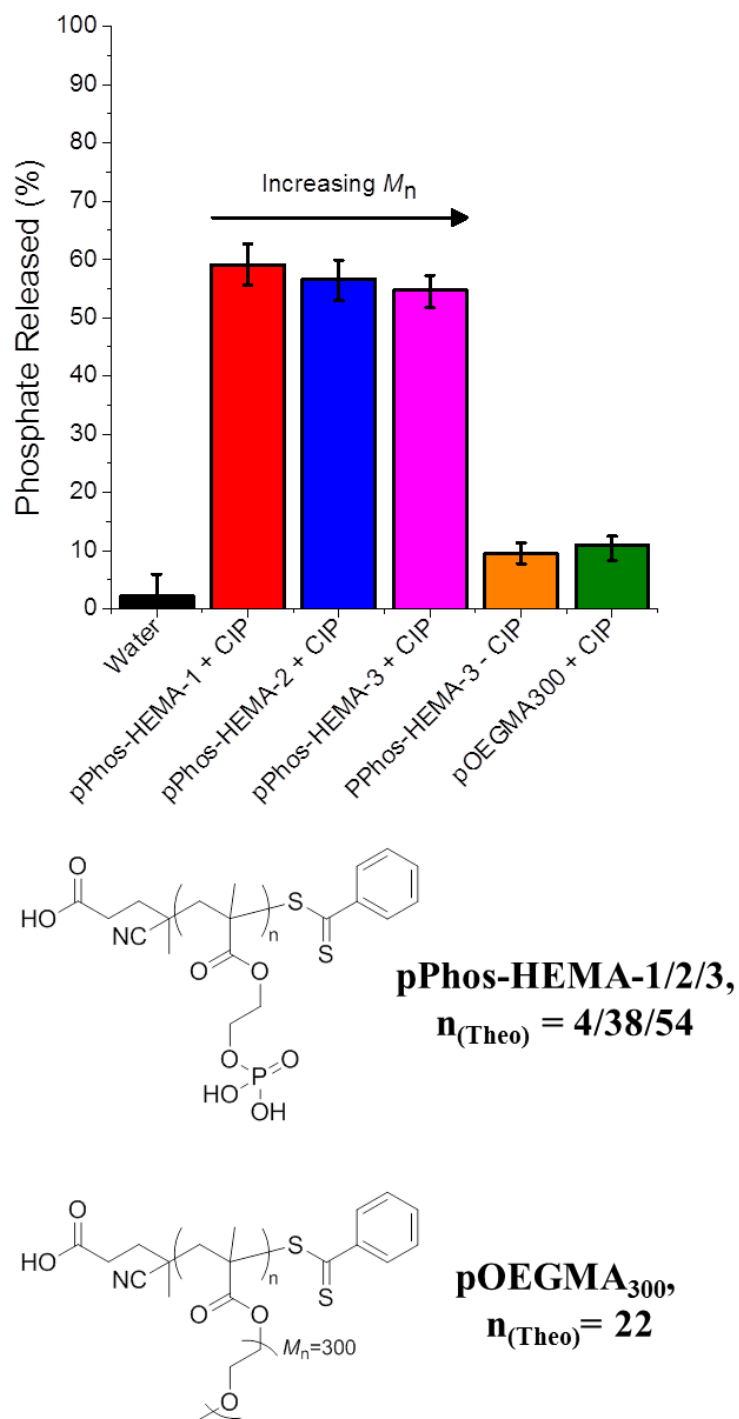 100
90
80
70
60
50
40
30
20
10
0
Phosphate Released (%)
Increasing Mn
Water
pPhos-HEMA-1 + CIP
pPhos-HEMA-2 + CIP
pPhos-HEMA-3 + CIP
PPhos-HEMA-3 - CIP
pOEGMA300 + CIP
O
HO
NC
n
S
S
O
O
O
P
O
HO
OH
pPhos-HEMA-1/2/3,
n(Theo) = 4/38/54
O
HO
NC
n
S
S
O
O
Mn=300
O
pOEGMA300,
n(Theo)= 22